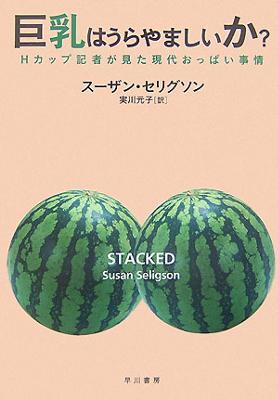 巨乳はうらやましいか?
Hカップ記者が見た現代おっぱい事情
スーザン・セリグソン
実川元子[訳]
STACKED
Susan Seligson
早川書房